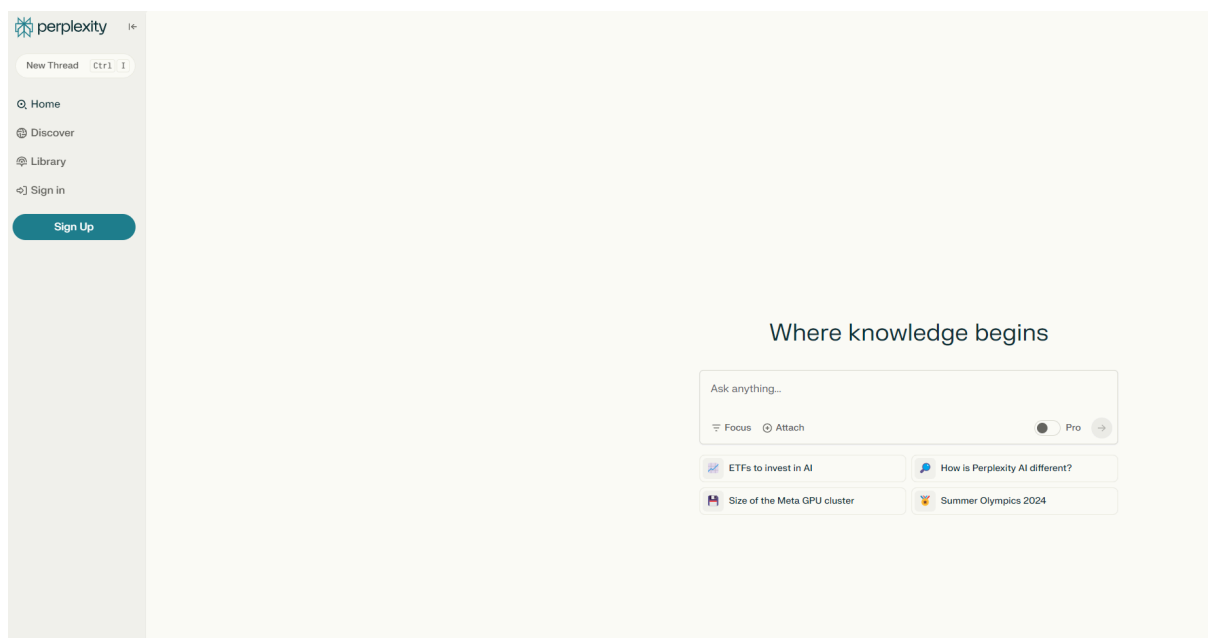 perplexity
New Thread Ctrl I
Home
Discover
Library
Sign in
Sign Up
Where knowledge begins
Ask anything...
Focus Attach Pro
ETFs to invest in AI
How is Perplexity AI different?
Size of the Meta GPU cluster
Summer Olympics 2024